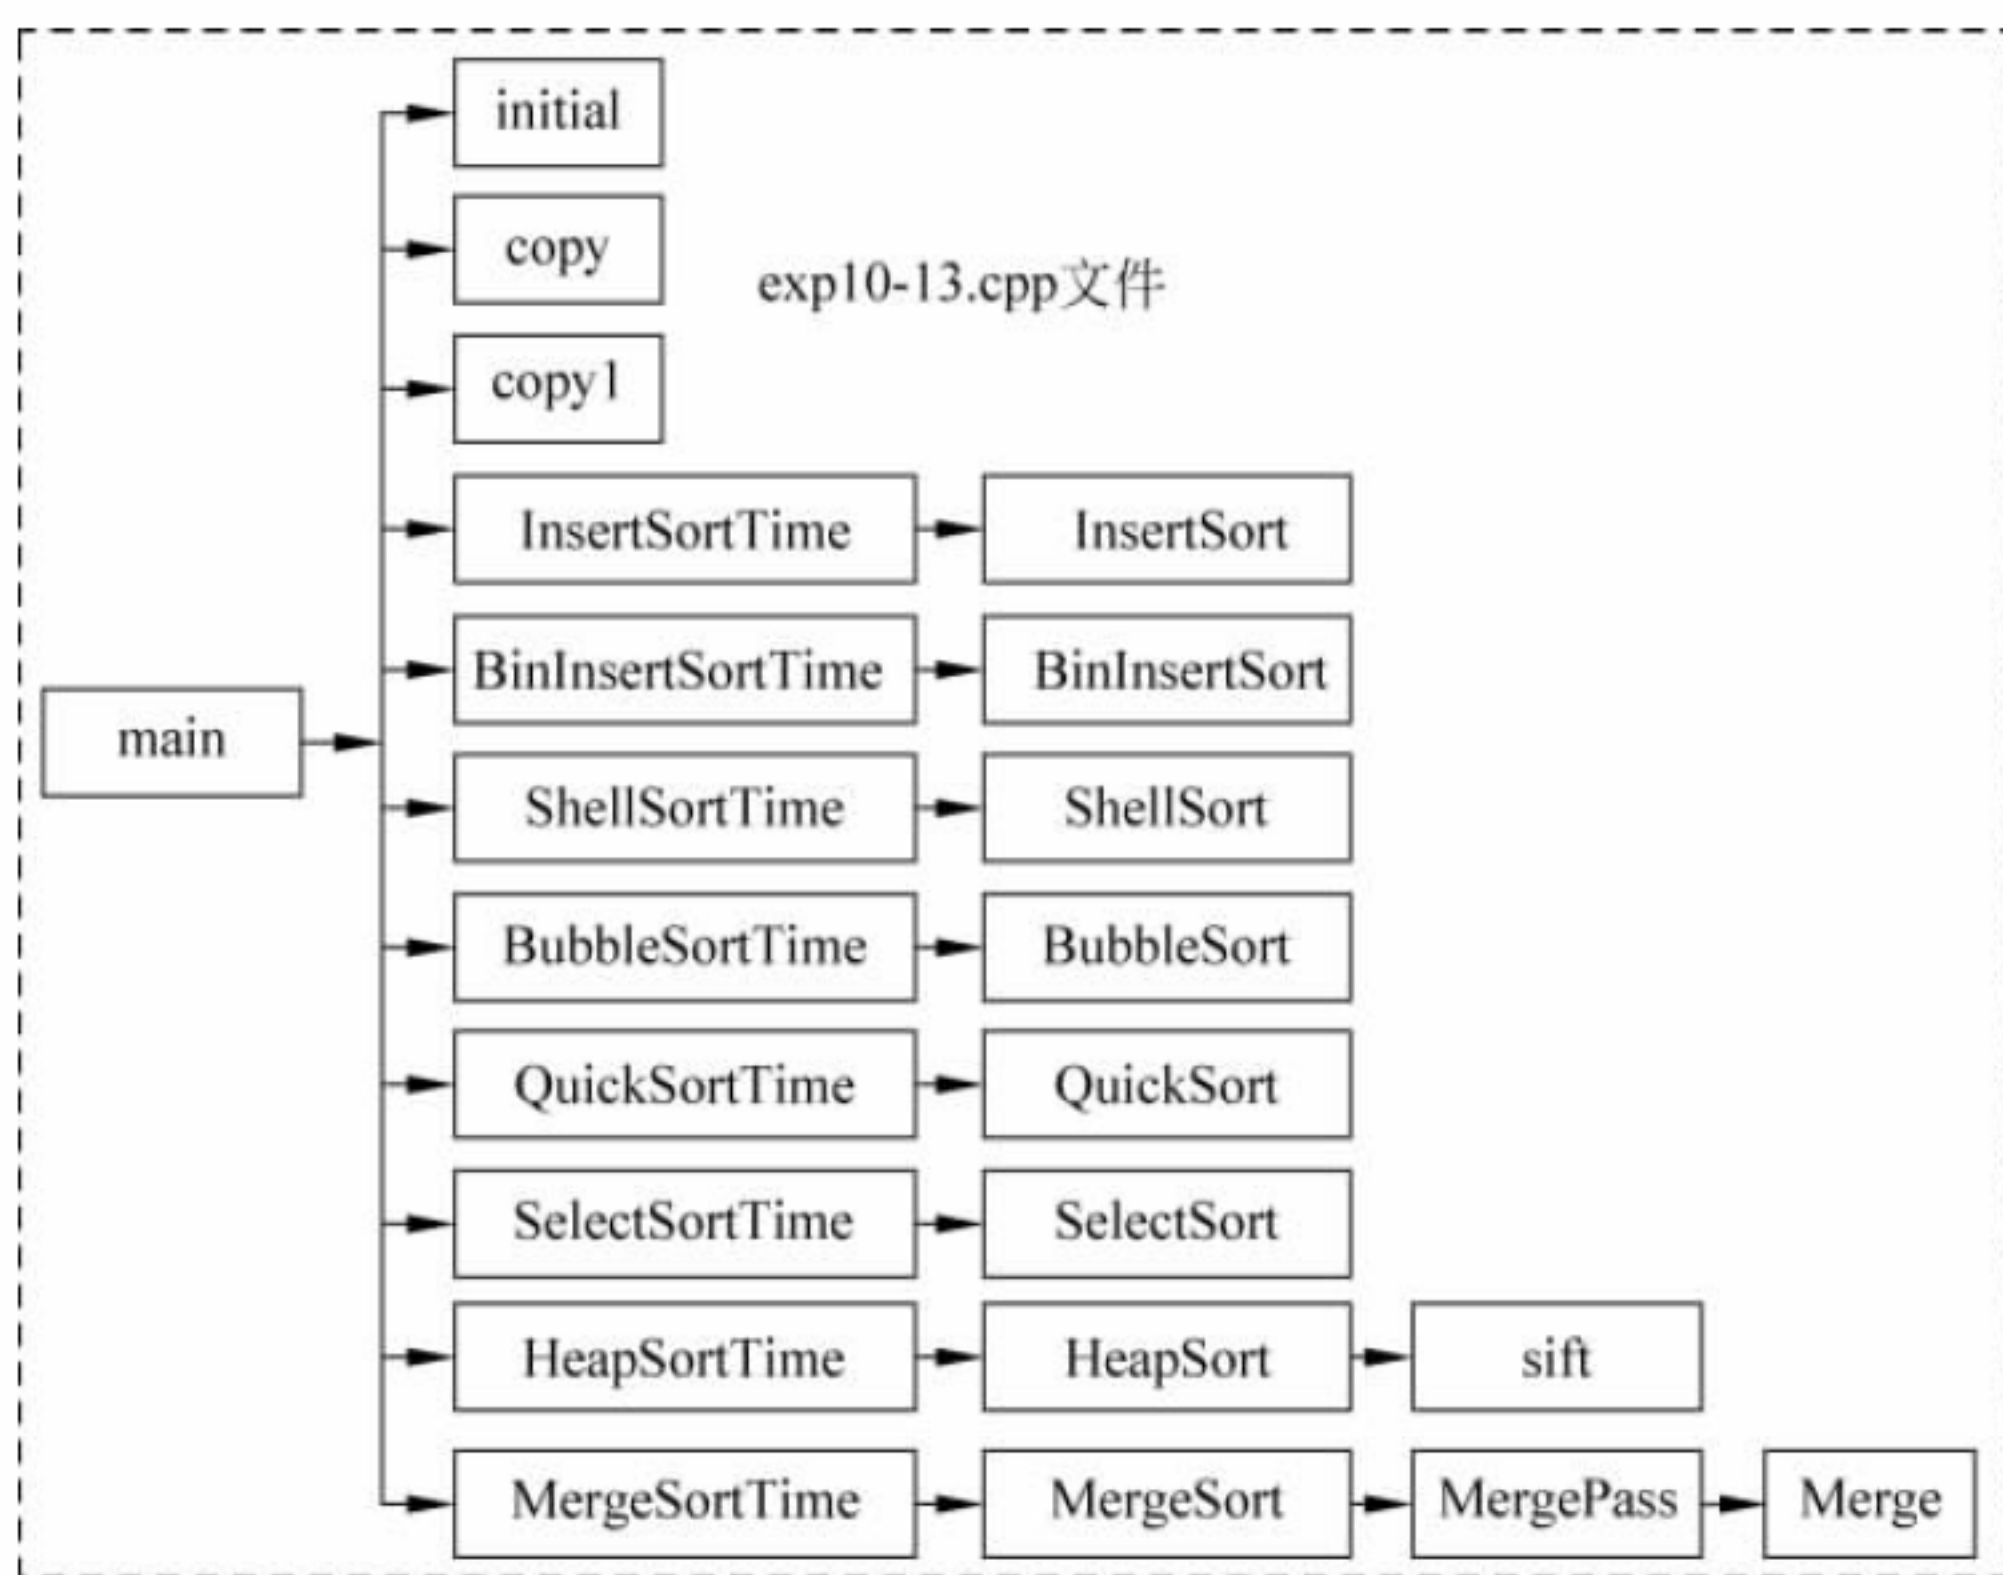 initial
copy
exp10-13.cpp文件
copy1
InsertSortTime InsertSort
BinInsertSortTime BinInsertSort
main
ShellSortTime ShellSort
BubbleSortTime BubbleSort
QuickSortTime QuickSort
SelectSortTime SelectSort
HeapSortTime HeapSort sift
MergeSortTime MergeSort MergePass Merge